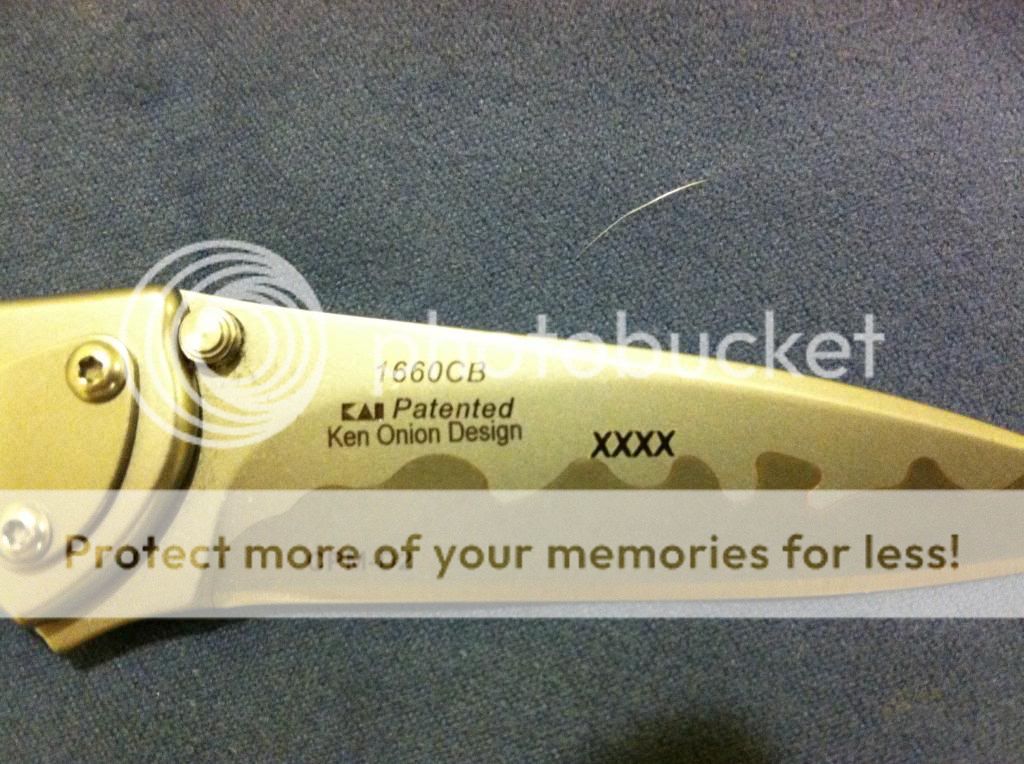 photobucket
1660CB
KAI Patented
Ken Onion Design
XXXX
Protect more of your memories for less!